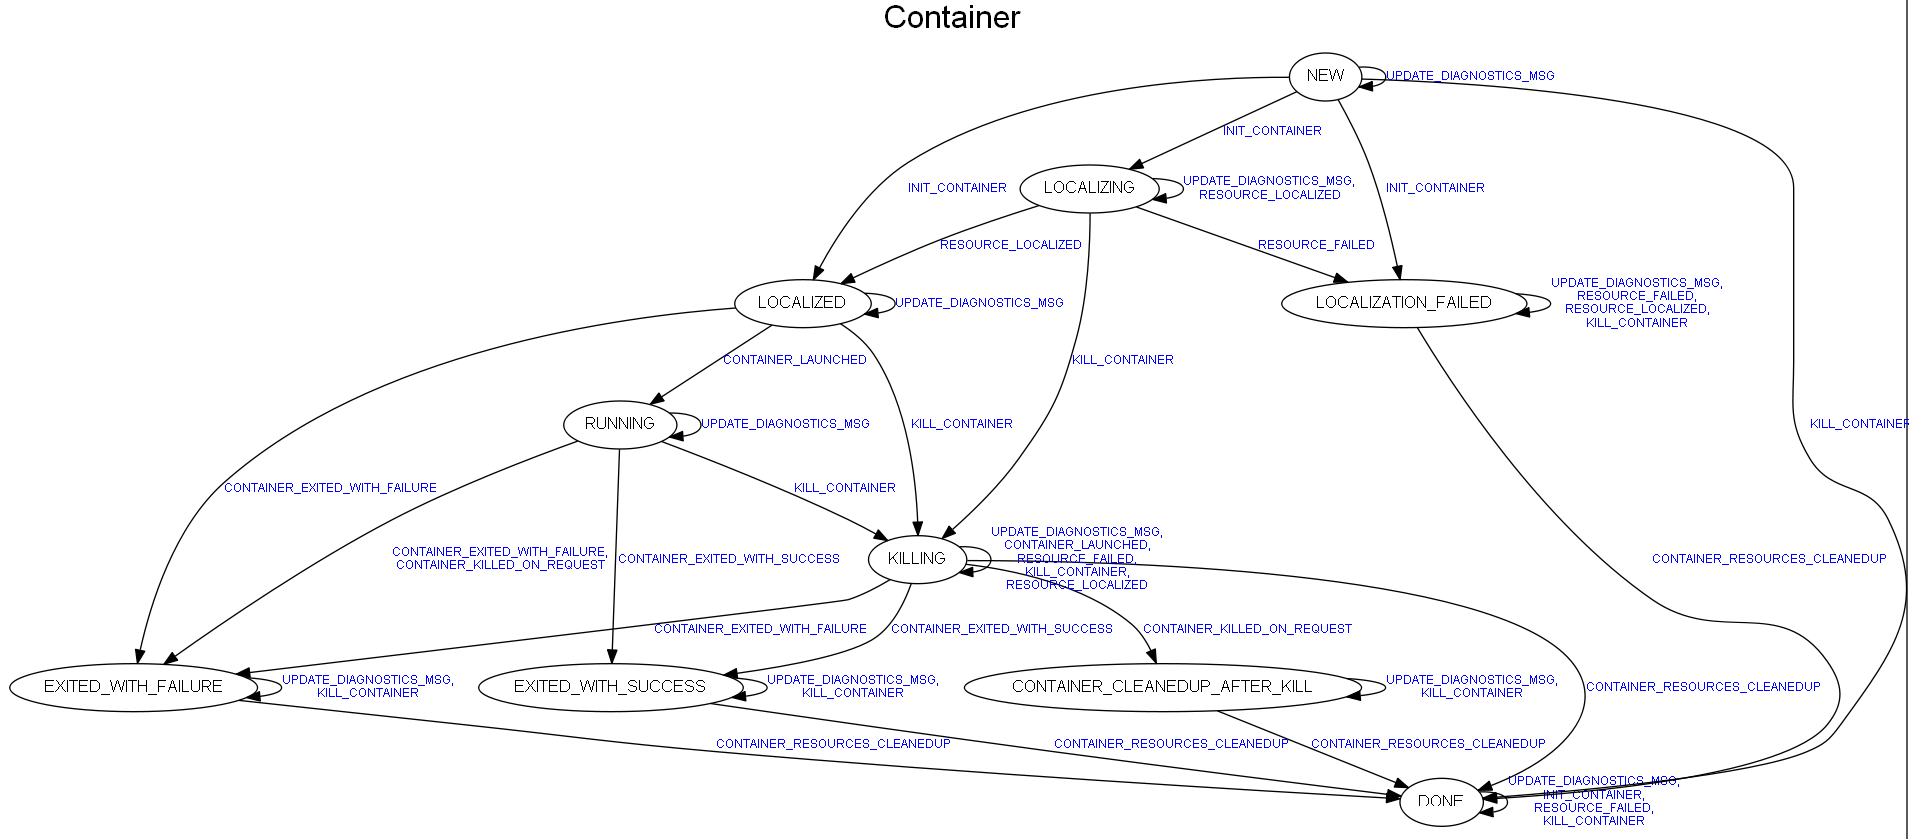 Container
NEW
UPDATE_DIAGNOSTICS_MSG
INIT_CONTAINER
LOCALIZING
UPDATE_DIAGNOSTICS_MSG,
RESOURCE_LOCALIZED
INIT_CONTAINER
INIT_CONTAINER
RESOURCE_LOCALIZED
RESOURCE_FAILED
LOCALIZED
UPDATE_DIAGNOSTICS_MSG
LOCALIZATION_FAILED
UPDATE_DIAGNOSTICS_MSG,
RESOURCE_FAILED,
RESOURCE_LOCALIZED,
KILL_CONTAINER
CONTAINER_LAUNCHED
KILL_CONTAINER
RUNNING
UPDATE_DIAGNOSTICS_MSG
KILL_CONTAINER
KILL_CONTAINER
CONTAINER_EXITED_WITH_FAILURE
KILL_CONTAINER
CONTAINER_EXITED_WITH_FAILURE,
CONTAINER_KILLED_ON_REQUEST
CONTAINER_EXITED_WITH_SUCCESS
KILLING
UPDATE_DIAGNOSTICS_MSG,
CONTAINER_LAUNCHED,
RESOURCE_FAILED,
KILL_CONTAINER,
RESOURCE_LOCALIZED
CONTAINER_RESOURCES_CLEANEDUP
CONTAINER_EXITED_WITH_FAILURE
CONTAINER_EXITED_WITH_SUCCESS
CONTAINER_KILLED_ON_REQUEST
EXITED_WITH_FAILURE
UPDATE_DIAGNOSTICS_MSG,
KILL_CONTAINER
EXITED_WITH_SUCCESS
UPDATE_DIAGNOSTICS_MSG,
KILL_CONTAINER
CONTAINER_CLEANEDUP_AFTER_KILL
UPDATE_DIAGNOSTICS_MSG,
KILL_CONTAINER
CONTAINER_RESOURCES_CLEANEDUP
CONTAINER_RESOURCES_CLEANEDUP
CONTAINER_RESOURCES_CLEANEDUP
CONTAINER_RESOURCES_CLEANEDUP
DONE
UPDATE_DIAGNOSTICS_MSG,
INIT_CONTAINER,
RESOURCE_FAILED,
KILL_CONTAINER